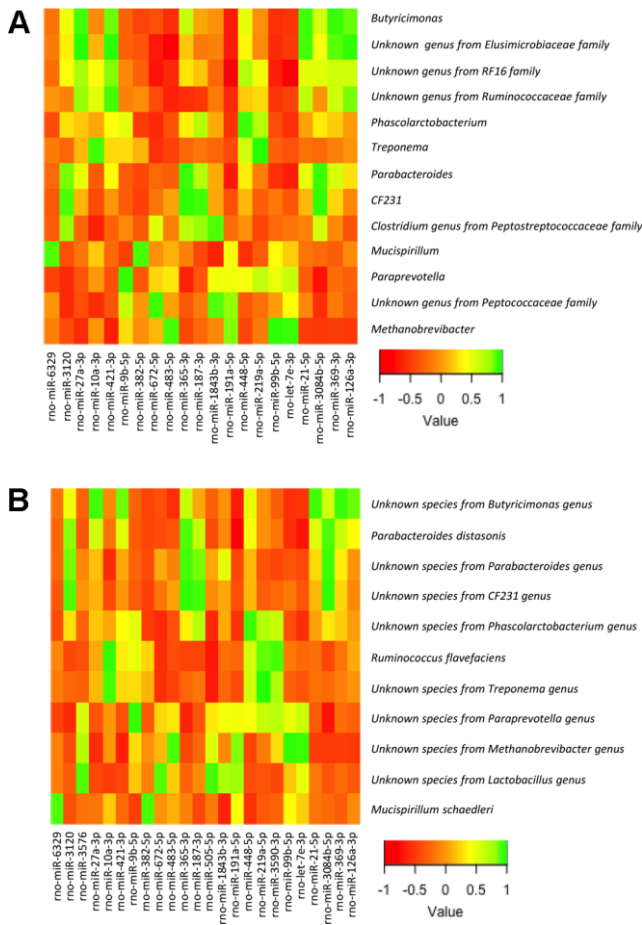 A
Butyricimonas
Unknown genus from Elusimicrobiaceae family
Unknown genus from RF16 family
Unknown genus from Ruminococcaceae family
Phascolarctobacterium
Treponema
Parabacteroides
CF231
Clostridium genus from Peptostreptococcaceae family
Mucispirillum
Paraprevotella
Unknown genus from Peptococcaceae family
Methanobrevibacter
rno-miR-6329
rno-miR-3120
rno-miR-27a-3p
rno-miR-10a-3p
rno-miR-421-3p
rno-miR-9b-5p
rno-miR-382-5p
rno-miR-672-5p
rno-miR-483-5p
rno-miR-365-3p
rno-miR-187-3p
rno-miR-1843b-3p
rno-miR-191a-5p
rno-miR-448-5p
rno-miR-219a-5p
rno-miR-99b-5p
rno-let-7e-3p
rno-miR-21-5p
rno-miR-3084b-5p
rno-miR-369-3p
rno-miR-126a-3p
-1 -0.5 0 0.5 1
Value
B
Unknown species from Butyricimonas genus
Parabacteroides distasonis
Unknown species from Parabacteroides genus
Unknown species from CF231 genus
Unknown species from Phascolarctobacterium genus
Ruminococcus flavefaciens
Unknown species from Treponema genus
Unknown species from Paraprevotella genus
Unknown species from Methanobrevibacter genus
Unknown species from Lactobacillus genus
Mucispirillum schaedleri
rno-miR-6329
rno-miR-3120
rno-miR-3576
rno-miR-27a-3p
rno-miR-10a-3p
rno-miR-421-3p
rno-miR-9b-5p
rno-miR-382-5p
rno-miR-672-5p
rno-miR-483-5p
rno-miR-365-3p
rno-miR-187-3p
rno-miR-505-5p
rno-miR-1843b-3p
rno-miR-191a-5p
rno-miR-448-5p
rno-miR-219a-5p
rno-miR-3590-3p
rno-miR-99b-5p
rno-let-7e-3p
rno-miR-21-5p
rno-miR-3084b-5p
rno-miR-369-3p
rno-miR-126a-3p
-1 -0.5 0 0.5 1
Value